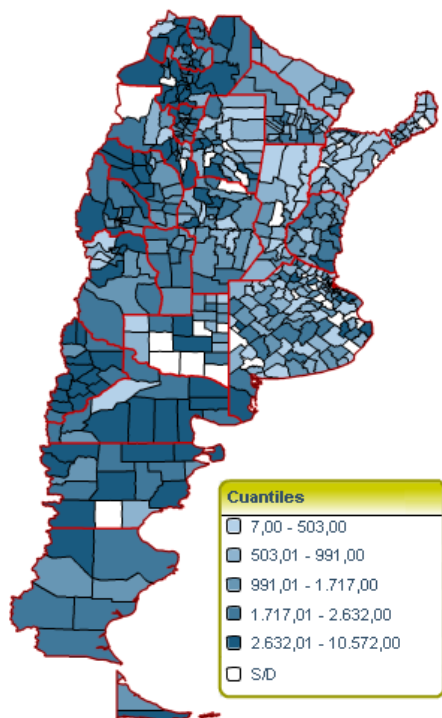 Cuantiles
7,00 - 503,00
503,01 - 991,00
991,01 - 1.717,00
1.717,01 - 2.632,00
2.632,01 - 10.572,00
S/D